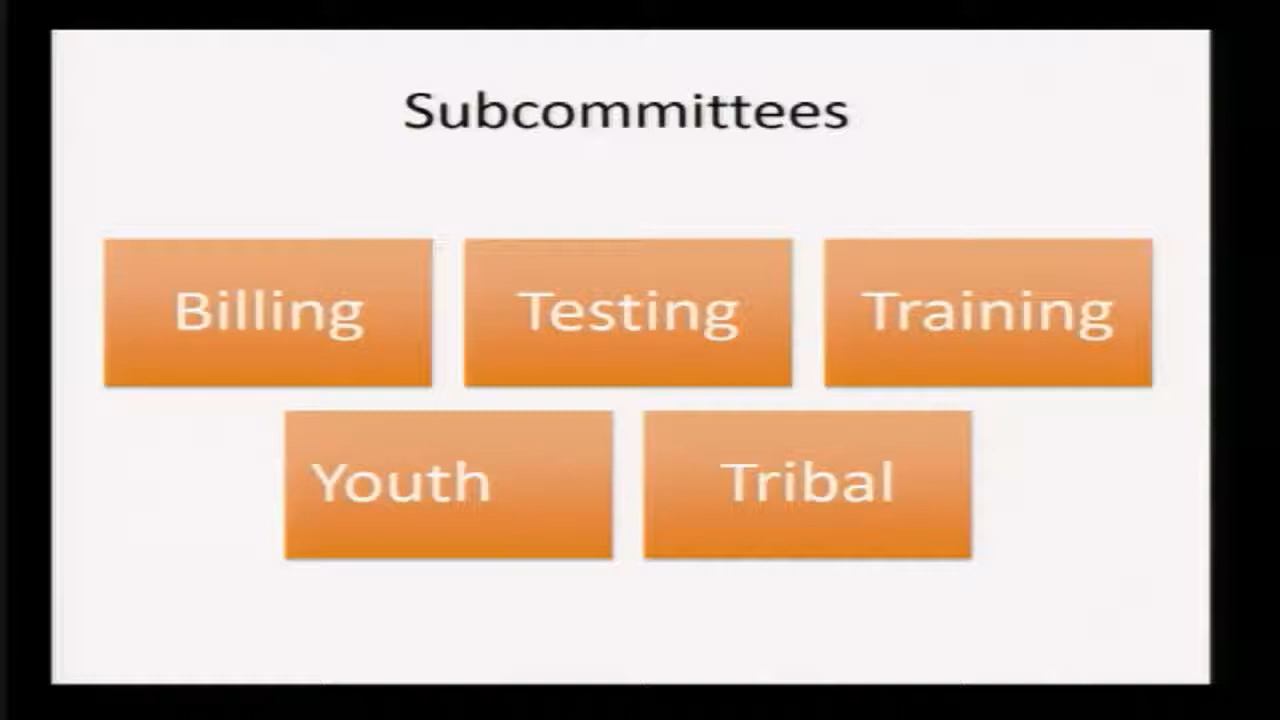 Subcommittees
Billing
Testing
Training
Youth
Tribal